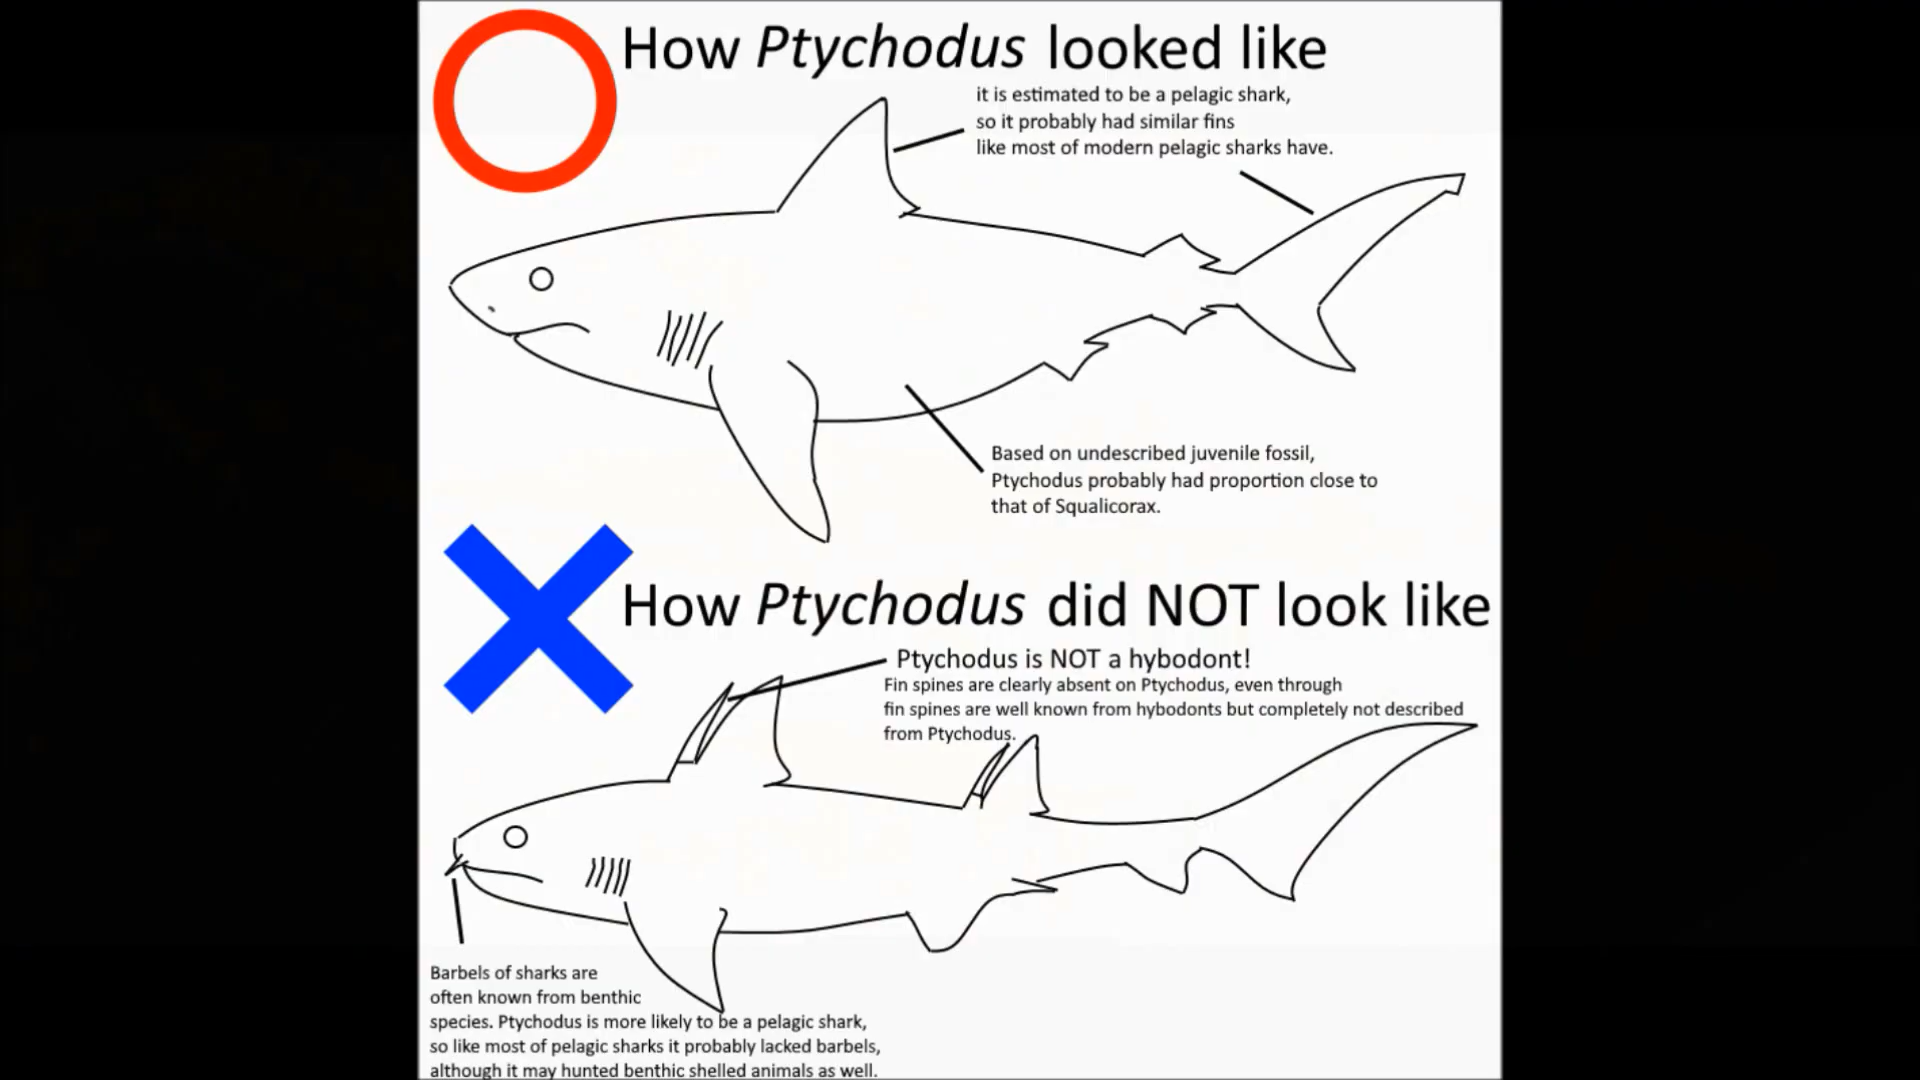 How Ptychodus looked like
it is estimated to be a pelagic shark,
so it probably had similar fins
like most of modern pelagic sharks have.
Based on undescribed juvenile fossil,
Ptychodus probably had proportion close to
that of Squalicorax.
How Ptychodus did NOT look like
Ptychodus is NOT a hybodont!
Fin spines are clearly absent on Ptychodus, even through
fin spines are well known from hybodonts but completely not described
from Ptychodus.
Barbels of sharks are
often known from benthic
species. Ptychodus is more likely to be a pelagic shark,
so like most of pelagic sharks it probably lacked barbels,
although it may hunted benthic shelled animals as well.